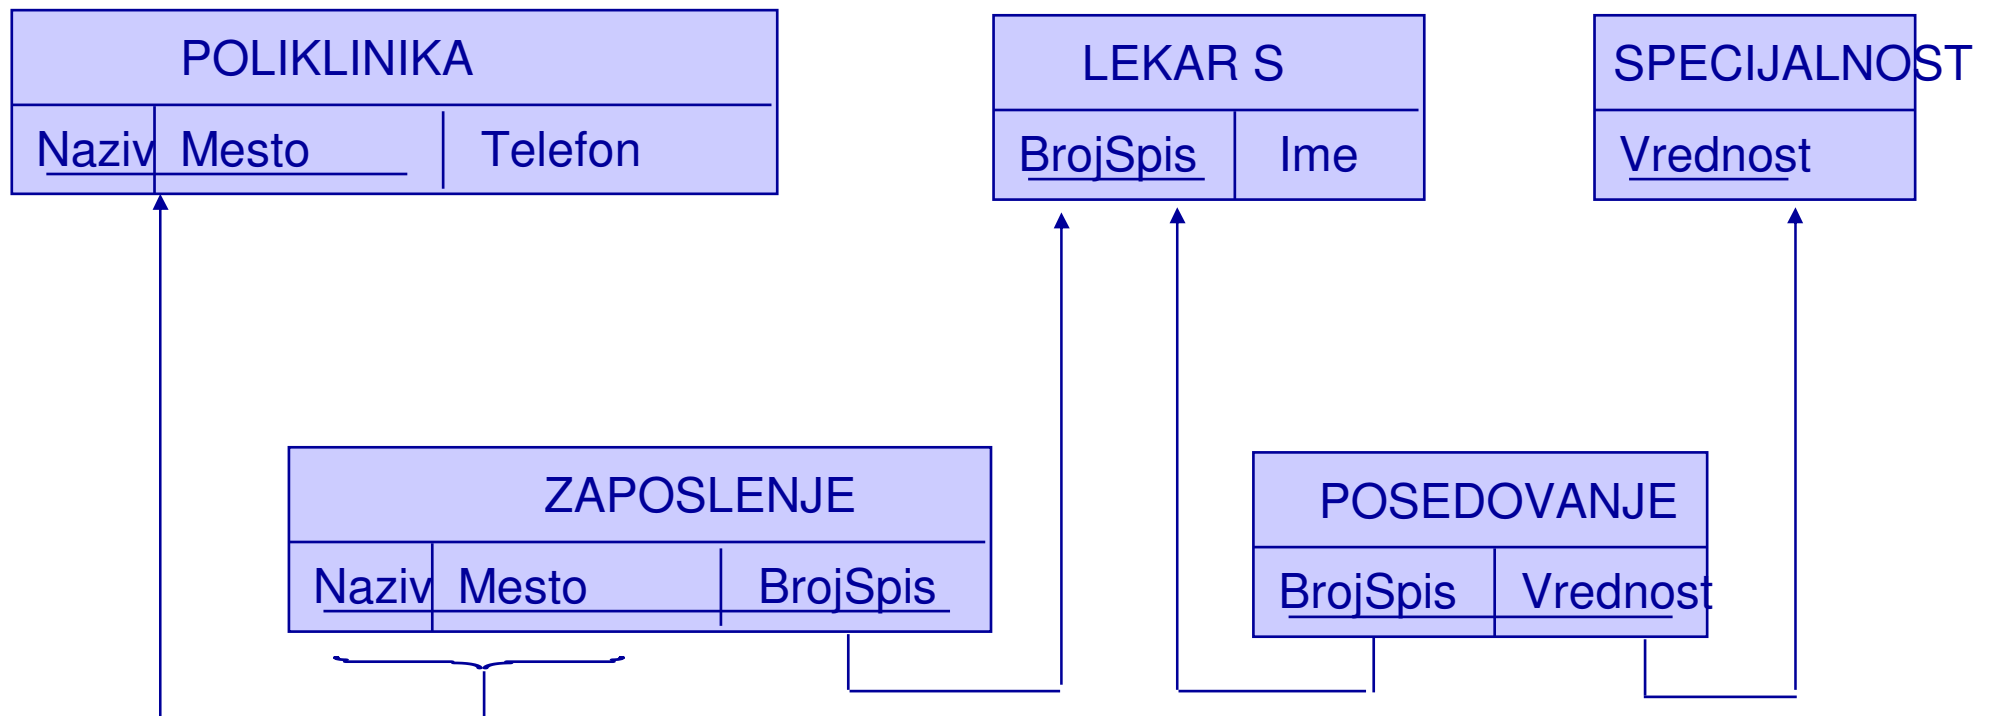 POLIKLINIKA
Naziv Mesto Telefon
LEKAR S
BrojSpis Ime
SPECIJALNOST
Vrednost
ZAPOSLENJE
Naziv Mesto BrojSpis
POSEDOVANJE
BrojSpis Vrednost